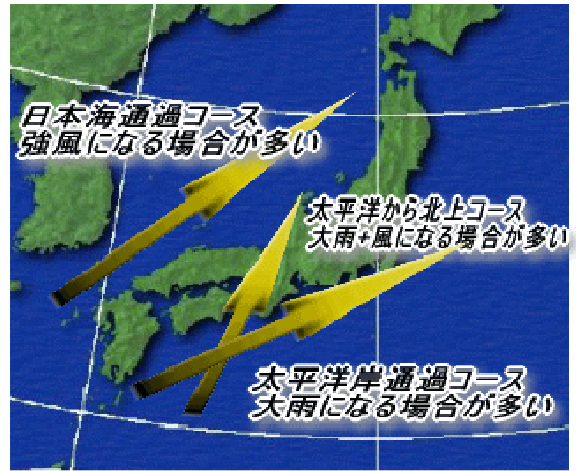 日本海通過コース
強風になる場合が多い
太平洋から北上コース
大雨+風になる場合が多い
太平洋岸通過コース
大雨になる場合が多い